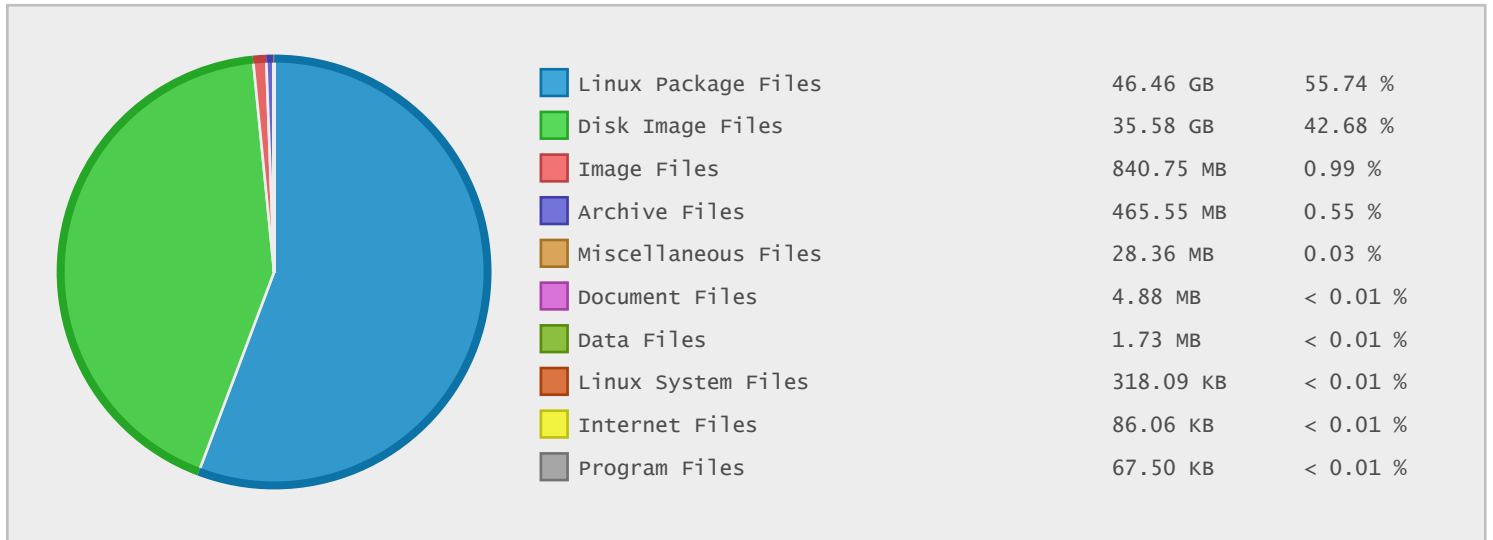 Linux Package Files 46.46 GB 55.74 %
Disk Image Files 35.58 GB 42.68 %
Image Files 840.75 MB 0.99 %
Archive Files 465.55 MB 0.55 %
Miscellaneous Files 28.36 MB 0.03 %
Document Files 4.88 MB < 0.01 %
Data Files 1.73 MB < 0.01 %
Linux System Files 318.09 KB < 0.01 %
Internet Files 86.06 KB < 0.01 %
Program Files 67.50 KB < 0.01 %